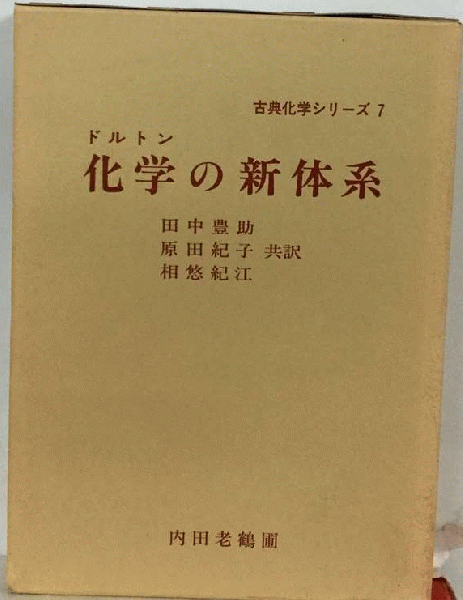 古典化学シリーズ 7
ドルトン
化学の新体系
田中豊助
原田紀子 共訳
相悠紀江
内田老鶴圃